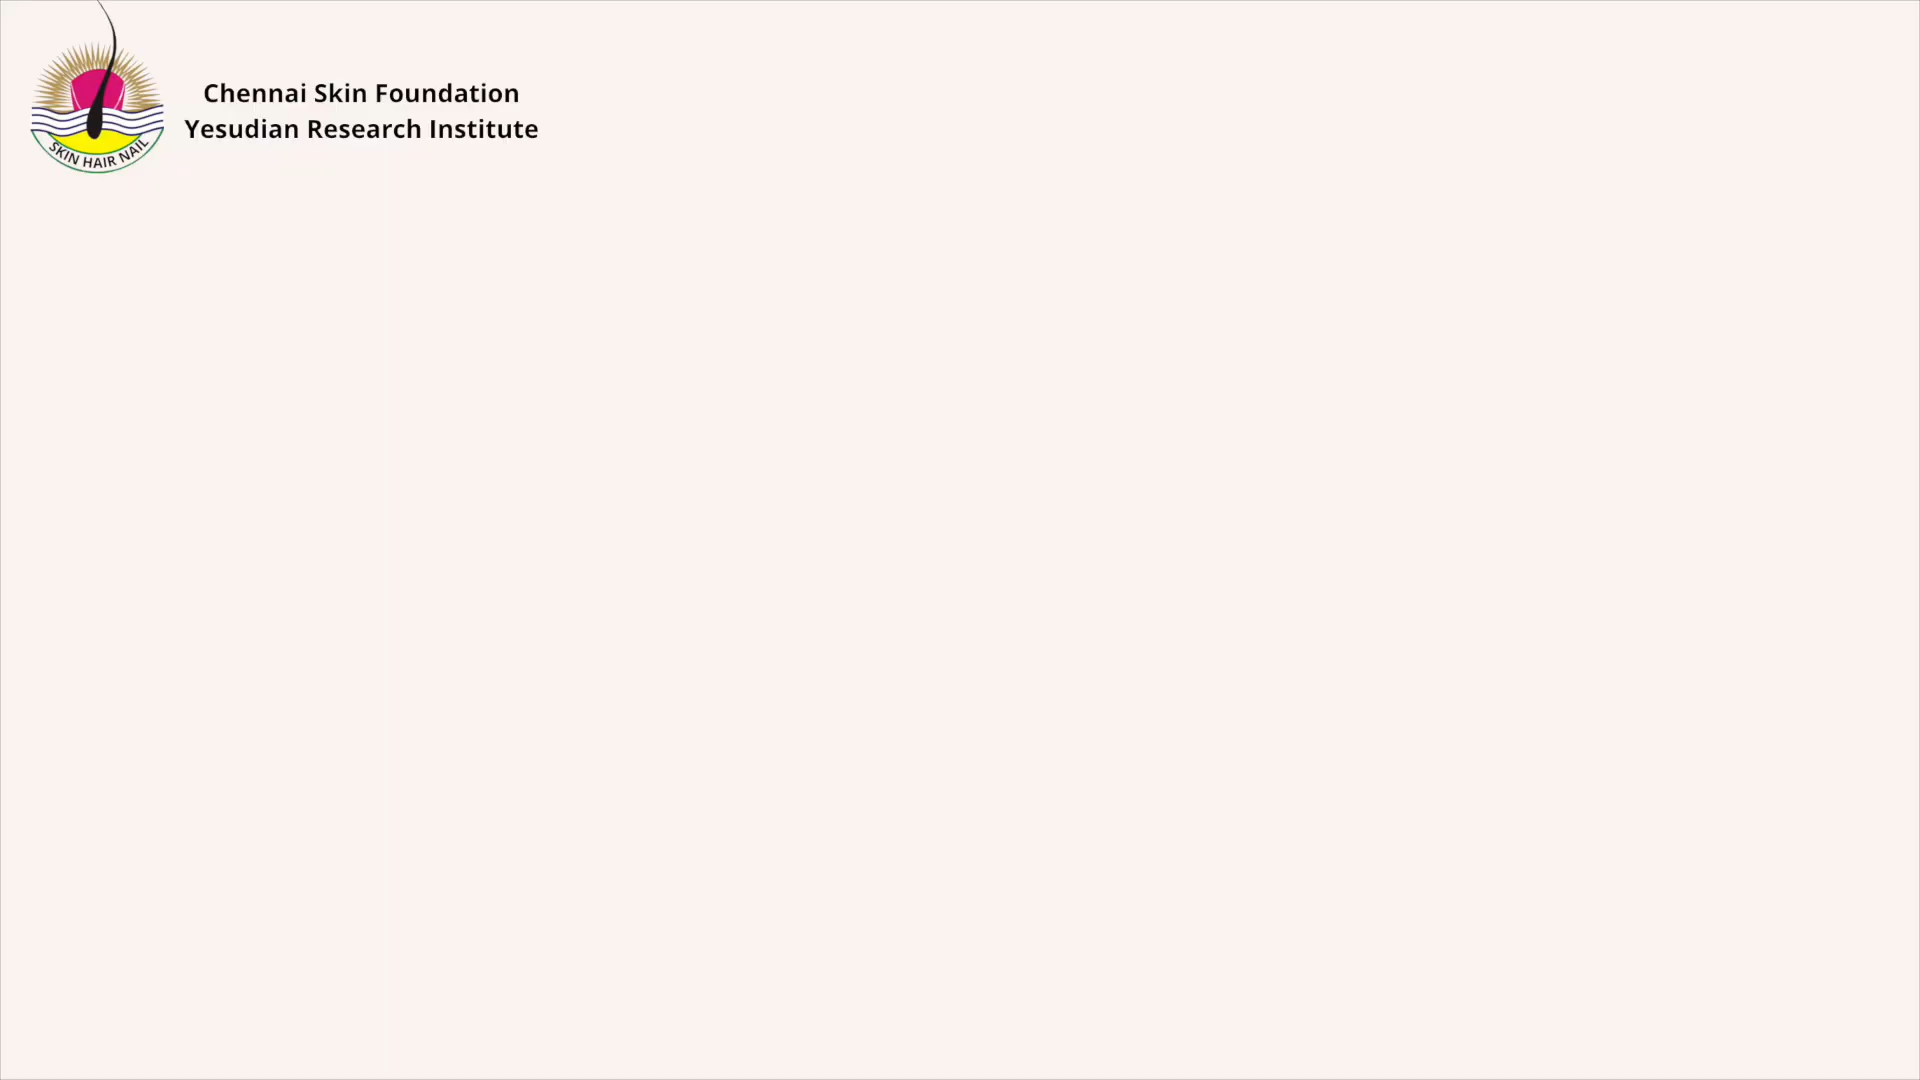 Chennai Skin Foundation
Yesudian Research Institute
SKIN HAIR NAIL